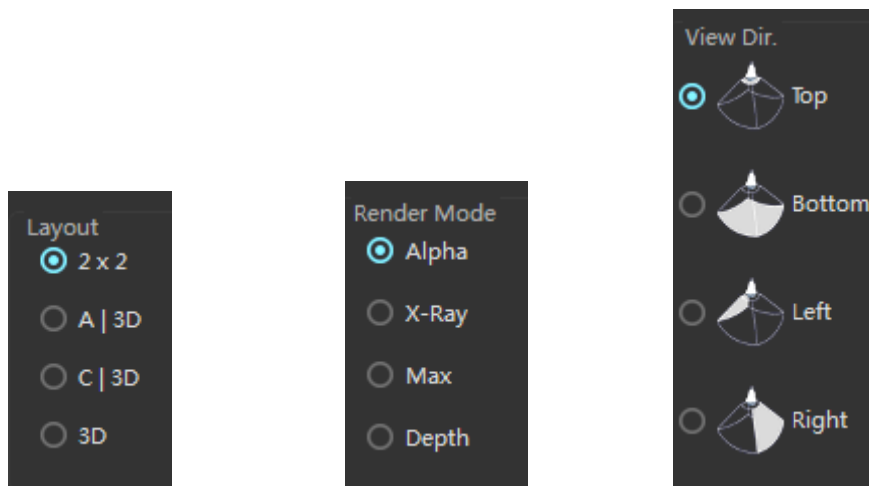 Layout
2 x 2
A | 3D
C | 3D
3D
Render Mode
Alpha
X-Ray
Max
Depth
View Dir.
Top
Bottom
Left
Right